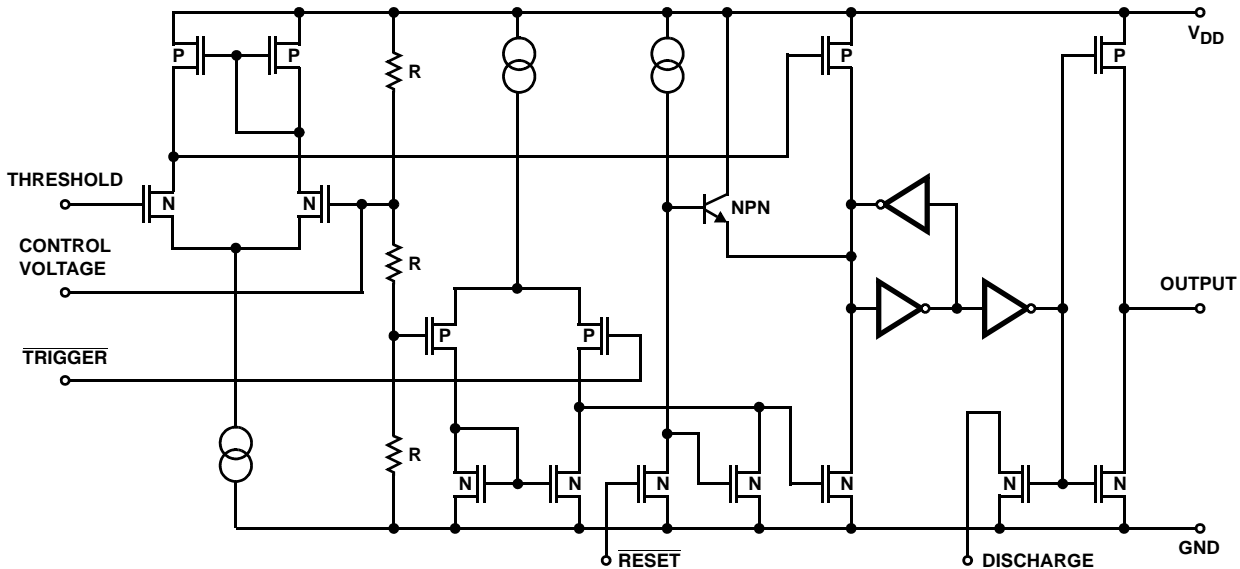 V_DD
P
P
R
P
P
THRESHOLD
N
N
NPN
CONTROL
VOLTAGE
R
OUTPUT
P
P
TRIGGER
R
N
N
N
N
N
N
N
GND
RESET
DISCHARGE